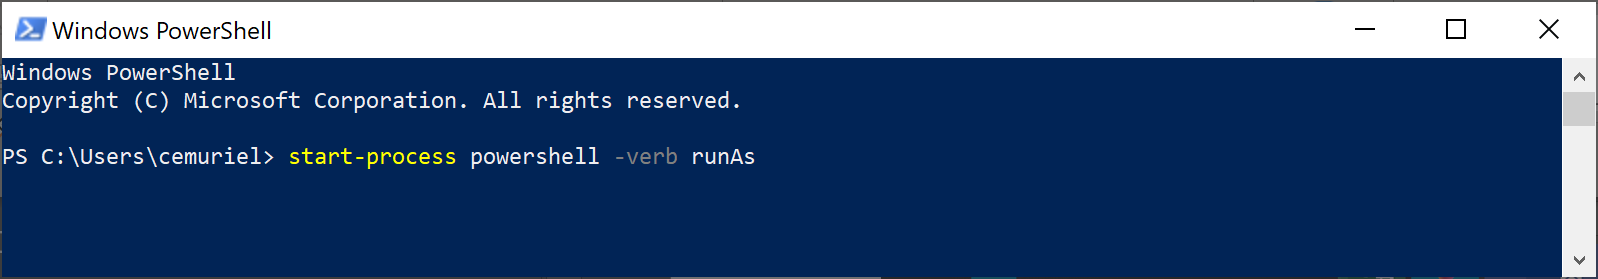 Windows PowerShell
Windows PowerShell
Copyright (C) Microsoft Corporation. All rights reserved.
PS C:\Users\cemuriel> start-process powershell -verb runAs